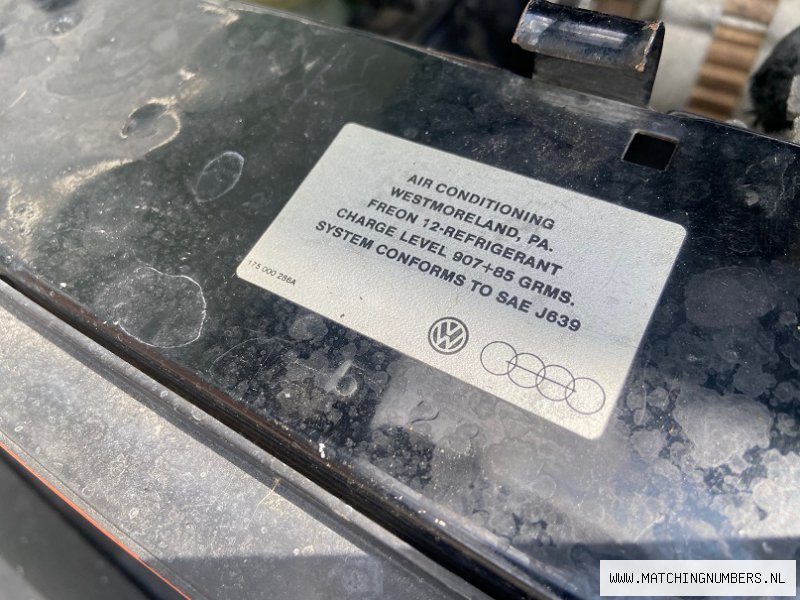 AIR CONDITIONING
WESTMORELAND, PA.
FREON 12-REFRIGERANT
CHARGE LEVEL 907+85 GRMS.
SYSTEM CONFORMS TO SAE J639
175 000 286A
WWW.MATCHINGNUMBERS.NL